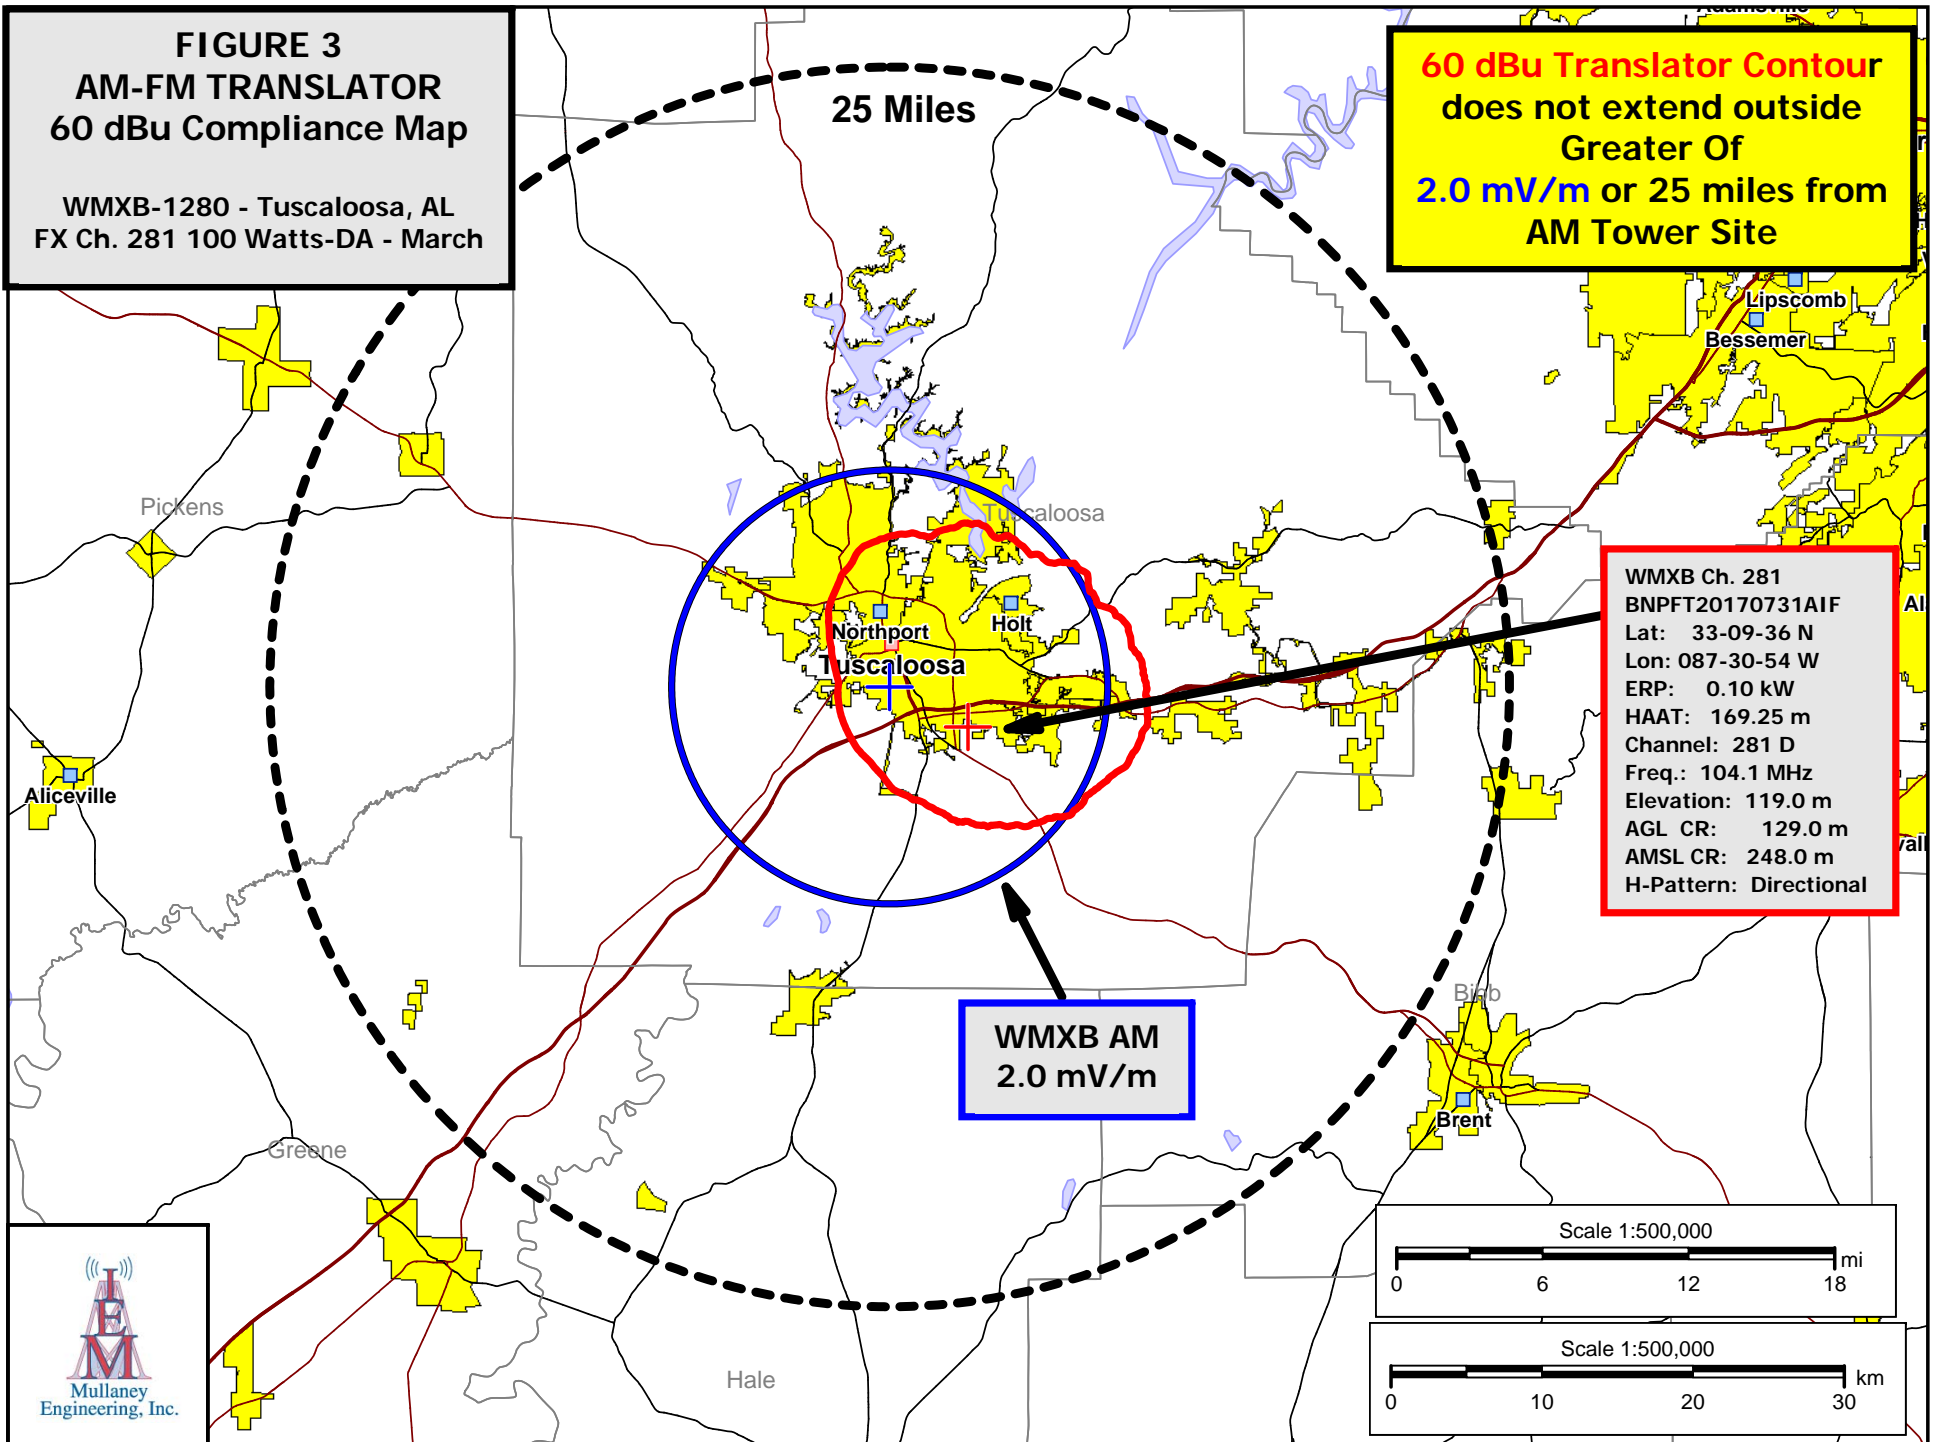 FIGURE 3
AM-FM TRANSLATOR
60 dBu Compliance Map
WMXB-1280 - Tuscaloosa, AL
FX Ch. 281 100 Watts-DA - March
25 Miles
60 dBu Translator Contour
does not extend outside
Greater Of
2.0 mV/m or 25 miles from
AM Tower Site
Adamsville
Lipscomb
Bessemer
Pickens
Tuscaloosa
Northport
Holt
Tuscaloosa
WMXB Ch. 281
BNPFT20170731AIF
Lat: 33-09-36 N
Lon: 087-30-54 W
ERP: 0.10 kW
HAAT: 169.25 m
Channel: 281 D
Freq.: 104.1 MHz
Elevation: 119.0 m
AGL CR: 129.0 m
AMSL CR: 248.0 m
H-Pattern: Directional
Aliceville
Bibb
WMXB AM
2.0 mV/m
Brent
Greene
Hale
Scale 1:500,000
mi
0 6 12 18
Scale 1:500,000
km
0 10 20 30
IEM
Mullaney
Engineering, Inc.